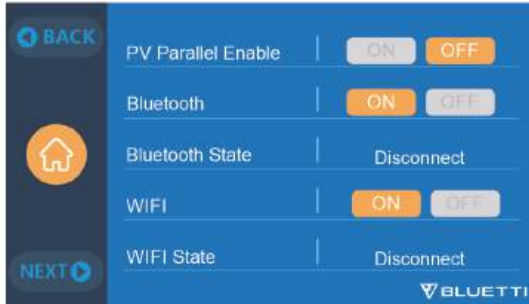 BACK
PV Parallel Enable ON OFF
Bluetooth ON OFF
Bluetooth State Disconnect
WIFI ON OFF
WIFI State Disconnect
NEXT
BLUETTI